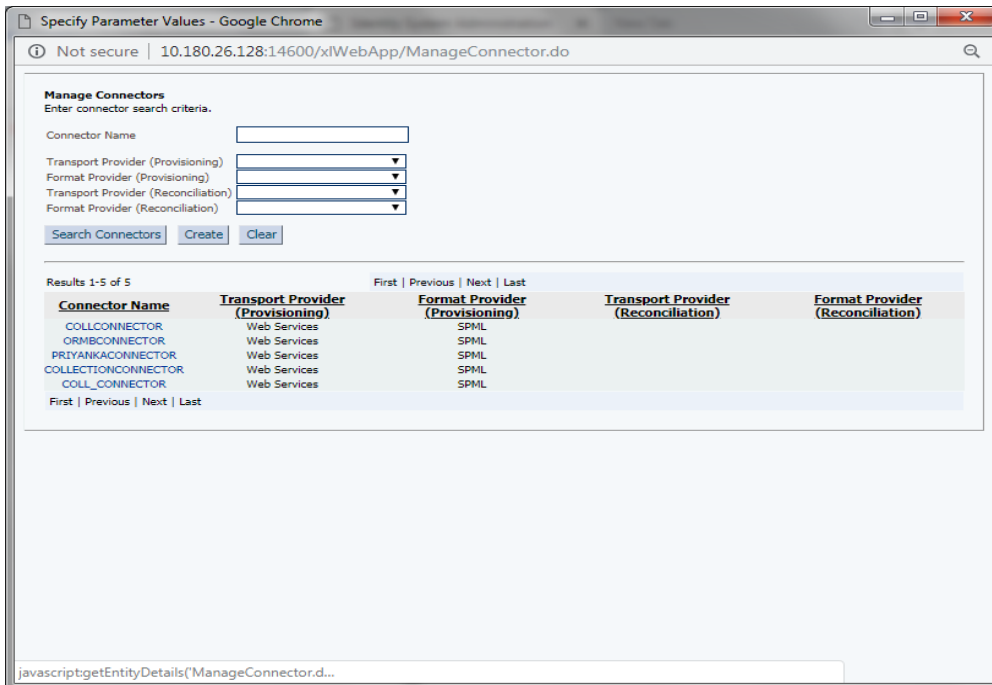 Specify Parameter Values - Google Chrome
Not secure | 10.180.26.128:14600/xlWebApp/ManageConnector.do
Manage Connectors
Enter connector search criteria.
Connector Name
Transport Provider (Provisioning)
Format Provider (Provisioning)
Transport Provider (Reconciliation)
Format Provider (Reconciliation)
Search Connectors Create Clear
Results 1-5 of 5 First | Previous | Next | Last
Connector Name Transport Provider (Provisioning) Format Provider (Provisioning) Transport Provider (Reconciliation) Format Provider (Reconciliation)
COLLCONNECTOR Web Services SPML
ORMBCONNECTOR Web Services SPML
PRIYANKACONNECTOR Web Services SPML
COLLECTIONCONNECTOR Web Services SPML
COLL_CONNECTOR Web Services SPML
First | Previous | Next | Last
javascript:getEntityDetails('ManageConnector.d...